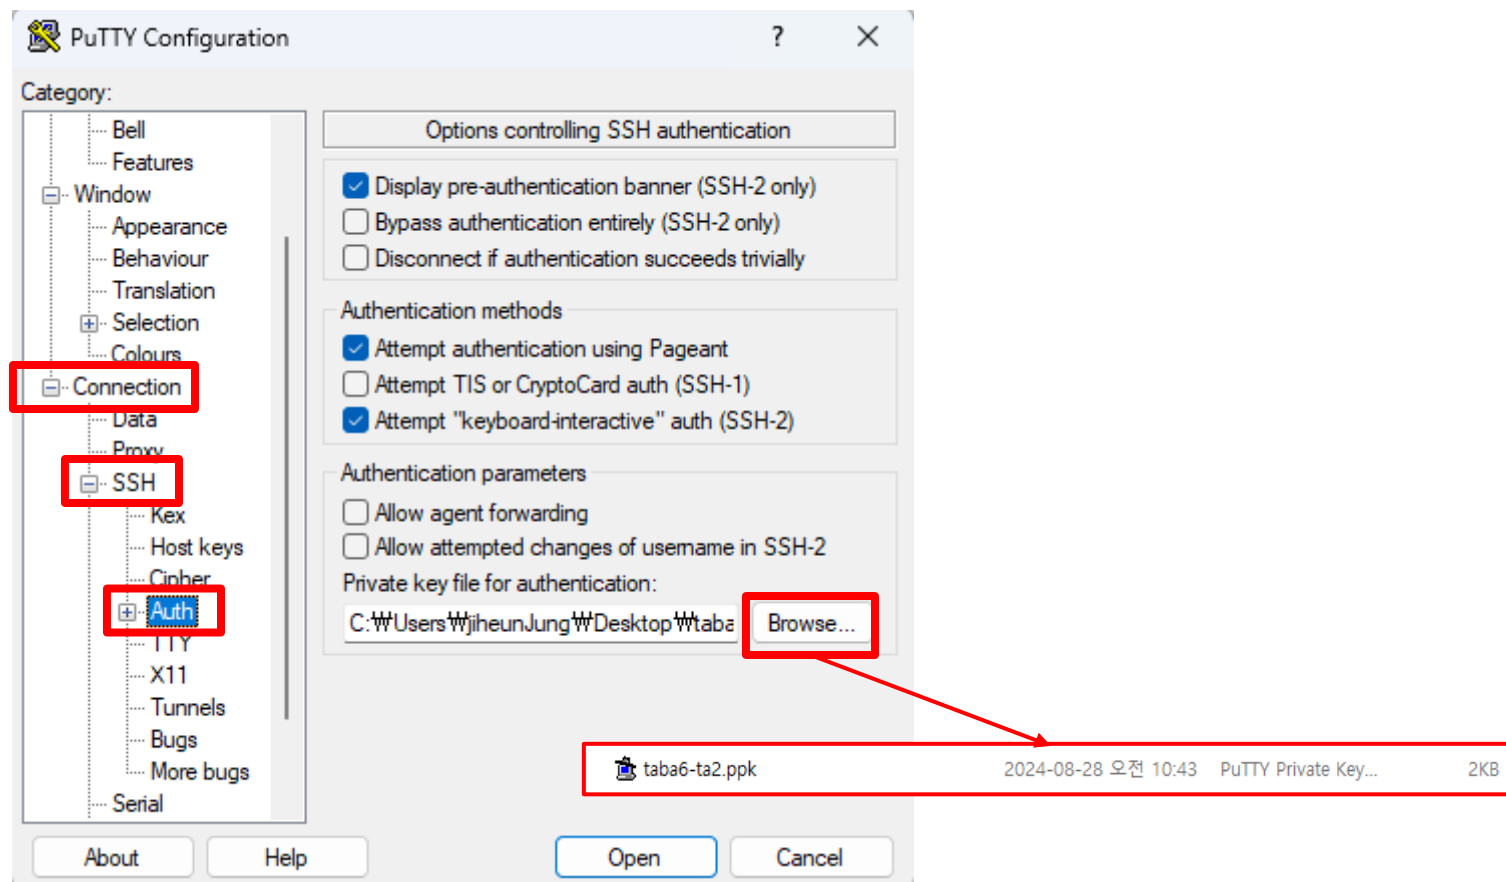 PuTTY Configuration
?
Category:
Bell
Features
Window
Appearance
Behaviour
Translation
Selection
Colours
Connection
Data
Proxy
SSH
Kex
Host keys
Cipher
Auth
TTY
X11
Tunnels
Bugs
More bugs
Serial
Options controlling SSH authentication
Display pre-authentication banner (SSH-2 only)
Bypass authentication entirely (SSH-2 only)
Disconnect if authentication succeeds trivially
Authentication methods
Attempt authentication using Pageant
Attempt TIS or CryptoCard auth (SSH-1)
Attempt "keyboard-interactive" auth (SSH-2)
Authentication parameters
Allow agent forwarding
Allow attempted changes of username in SSH-2
Private key file for authentication:
C:₩Users₩jiheunJung₩Desktop₩taba
Browse...
taba6-ta2.ppk 2024-08-28 오전 10:43 PuTTY Private Key... 2KB
About Help Open Cancel